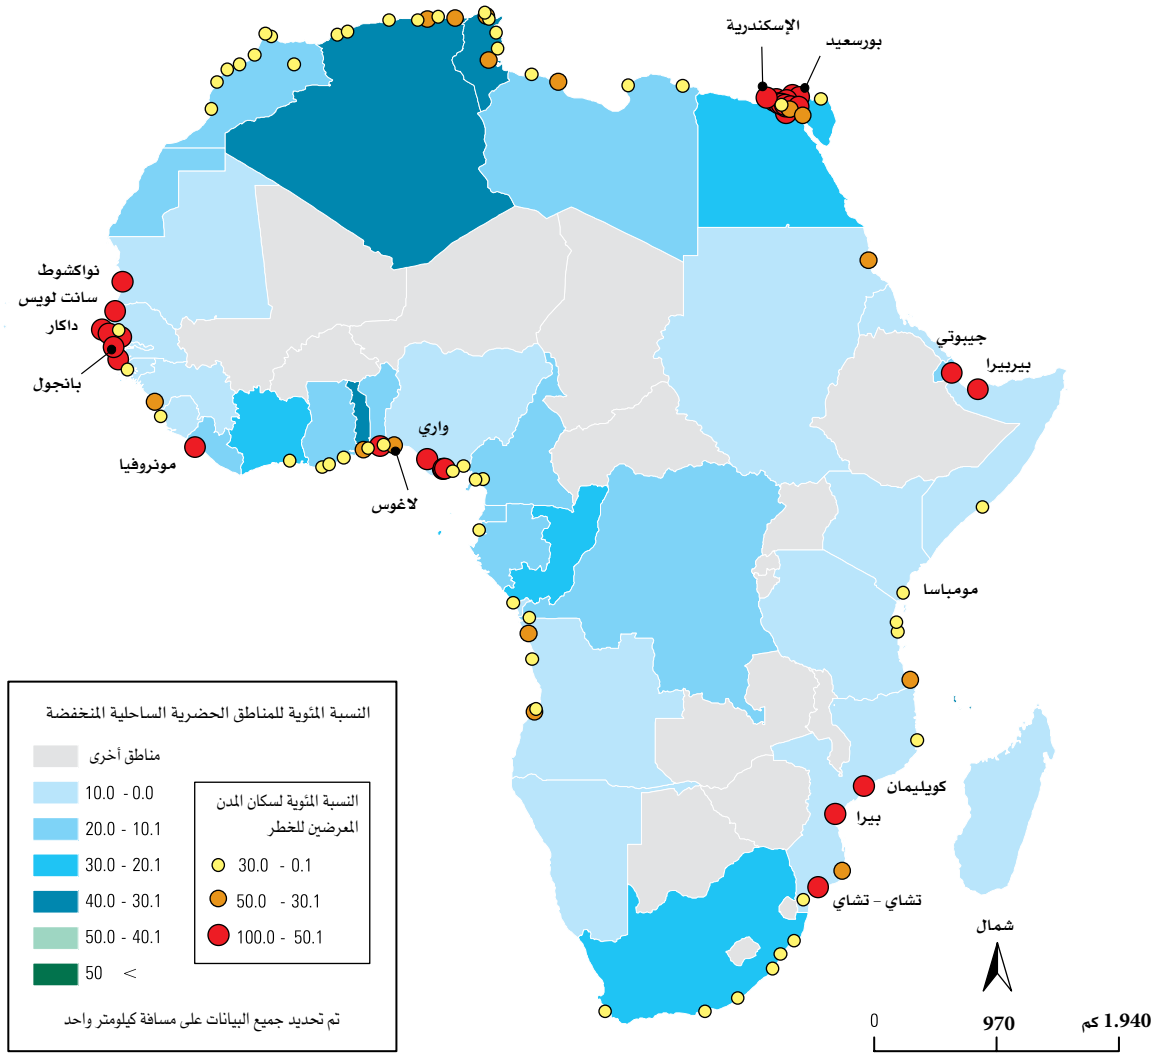 الإسكندرية
بورسعيد
نواكشوط
سانت لويس
داكار
بانجول
جيبوتي
بيربيرا
واري
مونروفيا
لاغوس
مومباسا
كويليمان
بيرا
تشاي - تشاي
النسبة المئوية للمناطق الحضرية الساحلية المنخفضة
مناطق أخرى
10.0 - 0.0
20.0 - 10.1
30.0 - 20.1
40.0 - 30.1
50.0 - 40.1
50 <
النسبة المئوية لسكان المدن
المعرضين للخطر
30.0 - 0.1
50.0 - 30.1
100.0 - 50.1
تم تحديد جميع البيانات على مسافة كيلومتر واحد
شمال
0 970 1.940 كم